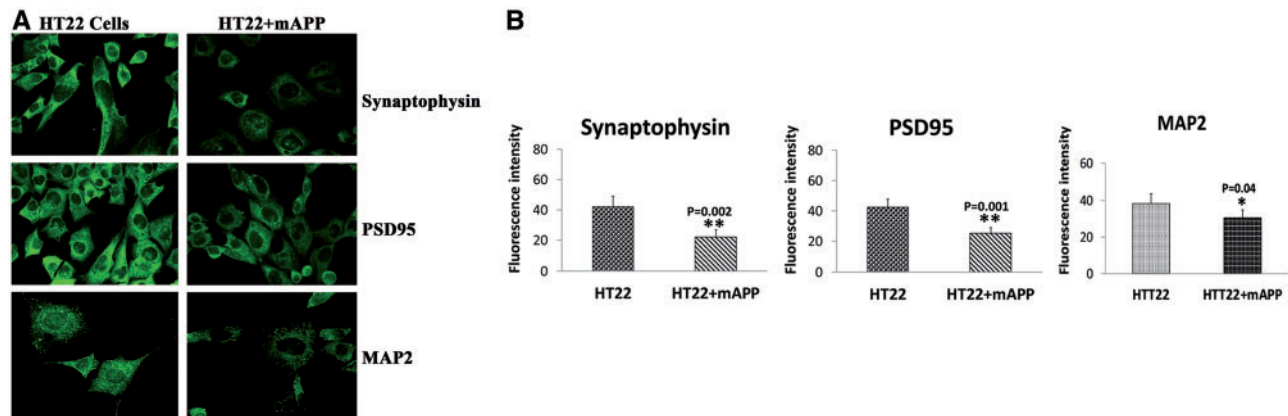 A
HT22 Cells
HT22+mAPP
Synaptophysin
PSD95
MAP2
B
Synaptophysin
Fluorescence intensity
80
60
40
20
0
P=0.002
**
HT22
HT22+mAPP
PSD95
Fluorescence intensity
80
60
40
20
0
P=0.001
**
HT22
HT22+mAPP
MAP2
Fluorescence intensity
60
40
20
0
P=0.04
*
HTT22
HTT22+mAPP